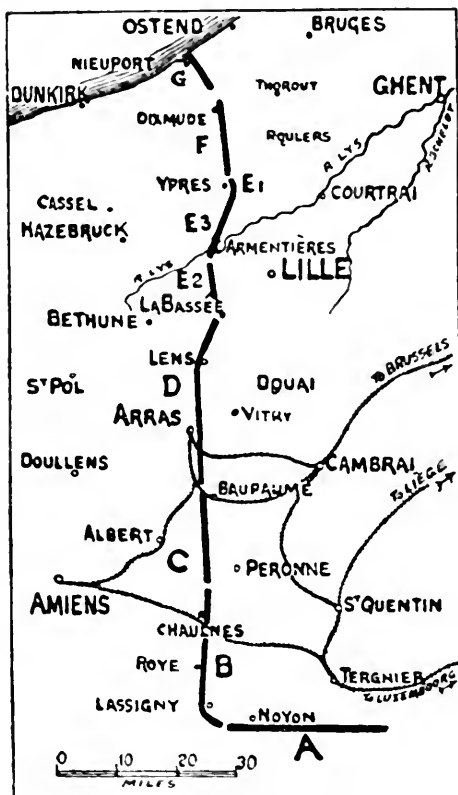 OSTEND
BRUGES
NIEUPORT
G
THOROUT
GHENT
DUNKIRK
DIXMUDE
F
ROULERS
R LYS
R SCHELDT
YPRES
E1
COURTRAI
CASSEL
HAZEBRUCK
E3
ARMENTIÈRES
R LYS
LILLE
E2
LA BASSÉE
BETHUNE
LENS
TO BRUSSELS
ST POL
D
DOUAI
VITRY
ARRAS
DOULLENS
CAMBRAI
BAUPAUME
TO LIÈGE
ALBERT
C
PERONNE
AMIENS
ST QUENTIN
CHAULNES
ROYE
B
TERGNIER
TO LUXEMBOURG
LASSIGNY
NOYON
A
0 10 20 30
MILES